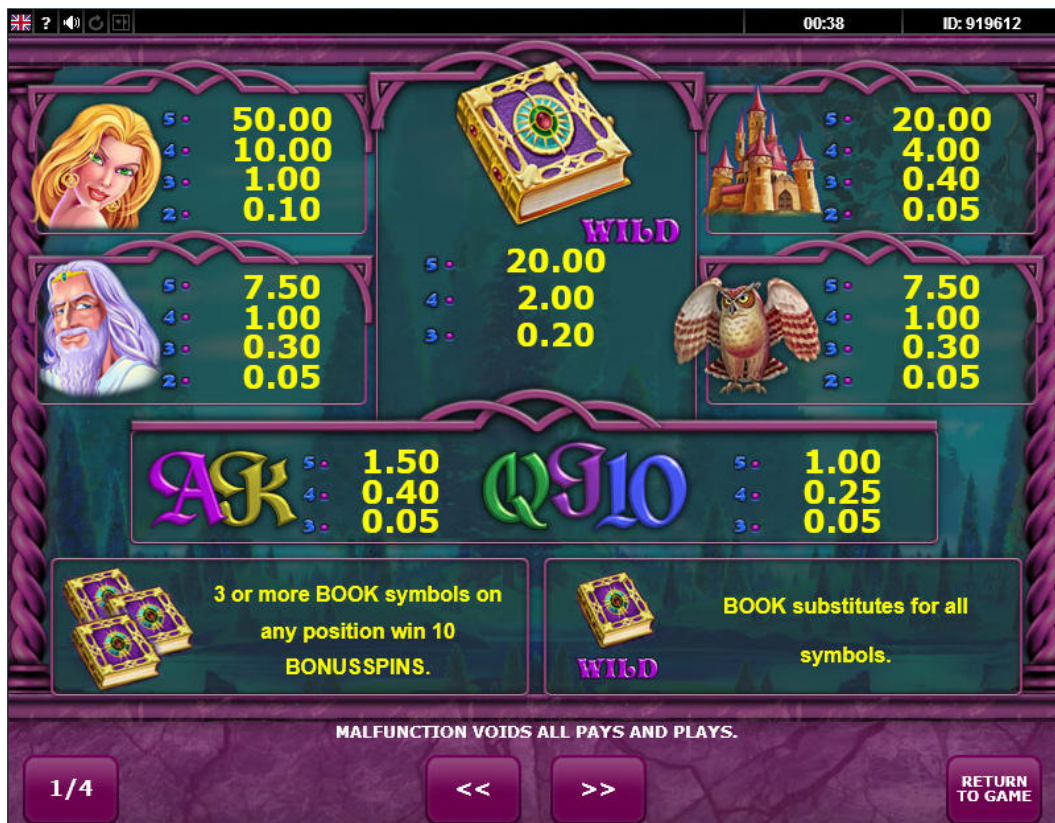 ? 00:38 ID: 919612
5 50.00
4 10.00
3 1.00
2 0.10
WILD
5 20.00
4 2.00
3 0.20
5 20.00
4 4.00
3 0.40
2 0.05
5 7.50
4 1.00
3 0.30
2 0.05
5 7.50
4 1.00
3 0.30
2 0.05
AK
5 1.50
4 0.40
3 0.05
QJ10
5 1.00
4 0.25
3 0.05
3 or more BOOK symbols on
any position win 10
BONUSSPINS.
WILD
BOOK substitutes for all
symbols.
MALFUNCTION VOIDS ALL PAYS AND PLAYS.
1/4 << >> RETURN
TO GAME